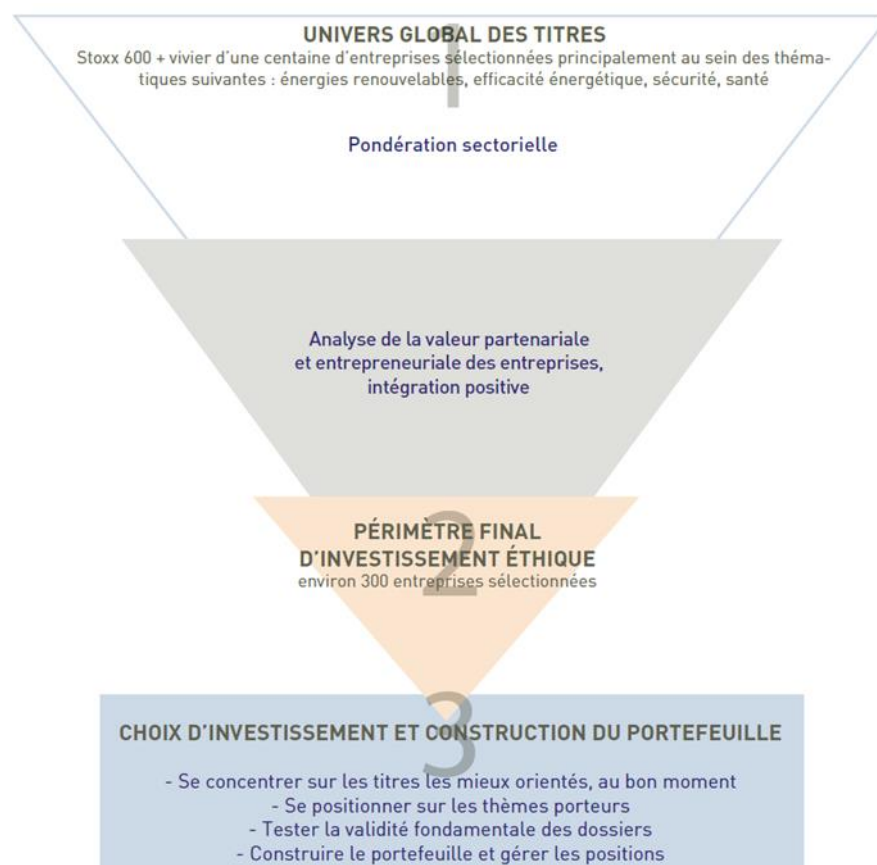 1
UNIVERS GLOBAL DES TITRES
Stoxx 600 + vivier d'une centaine d'entreprises sélectionnées principalement au sein des théma-
tiques suivantes : énergies renouvelables, efficacité énergétique, sécurité, santé
Pondération sectorielle
Analyse de la valeur partenariale
et entrepreneuriale des entreprises,
intégration positive
2
PÉRIMÈTRE FINAL
D'INVESTISSEMENT ÉTHIQUE
environ 300 entreprises sélectionnées
3
CHOIX D'INVESTISSEMENT ET CONSTRUCTION DU PORTEFEUILLE
- Se concentrer sur les titres les mieux orientés, au bon moment
- Se positionner sur les thèmes porteurs
- Tester la validité fondamentale des dossiers
- Construire le portefeuille et gérer les positions